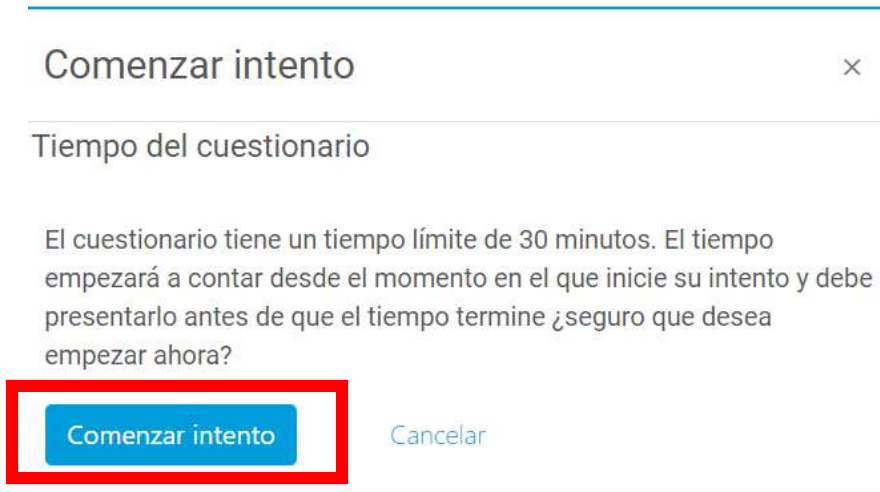 Comenzar intento ×
Tiempo del cuestionario
El cuestionario tiene un tiempo límite de 30 minutos. El tiempo
empezará a contar desde el momento en el que inicie su intento y debe
presentarlo antes de que el tiempo termine ¿seguro que desea
empezar ahora?
Comenzar intento Cancelar